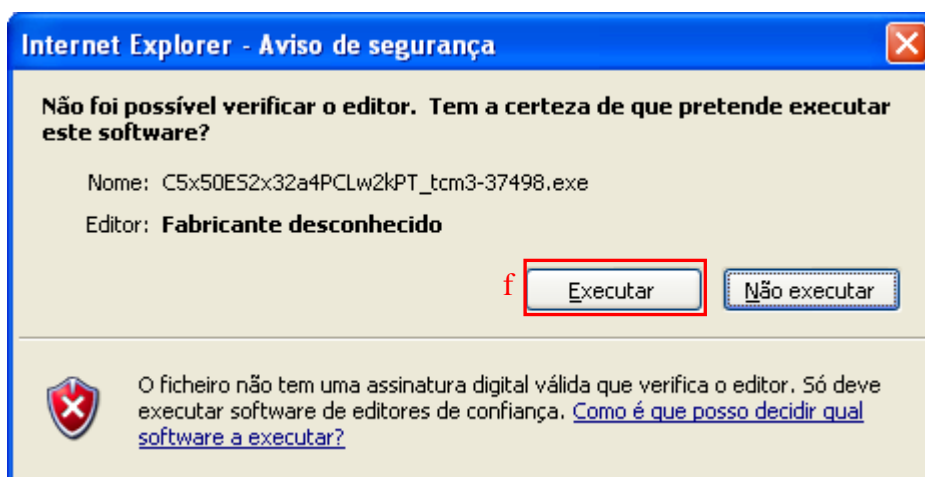 Internet Explorer - Aviso de segurança
Não foi possível verificar o editor. Tem a certeza de que pretende executar
este software?
Nome: C5x50ES2x32a4PCLw2kPT_tcm3-37498.exe
Editor: Fabricante desconhecido
f Executar Não executar
O ficheiro não tem uma assinatura digital válida que verifica o editor. Só deve
executar software de editores de confiança. Como é que posso decidir qual
software a executar?